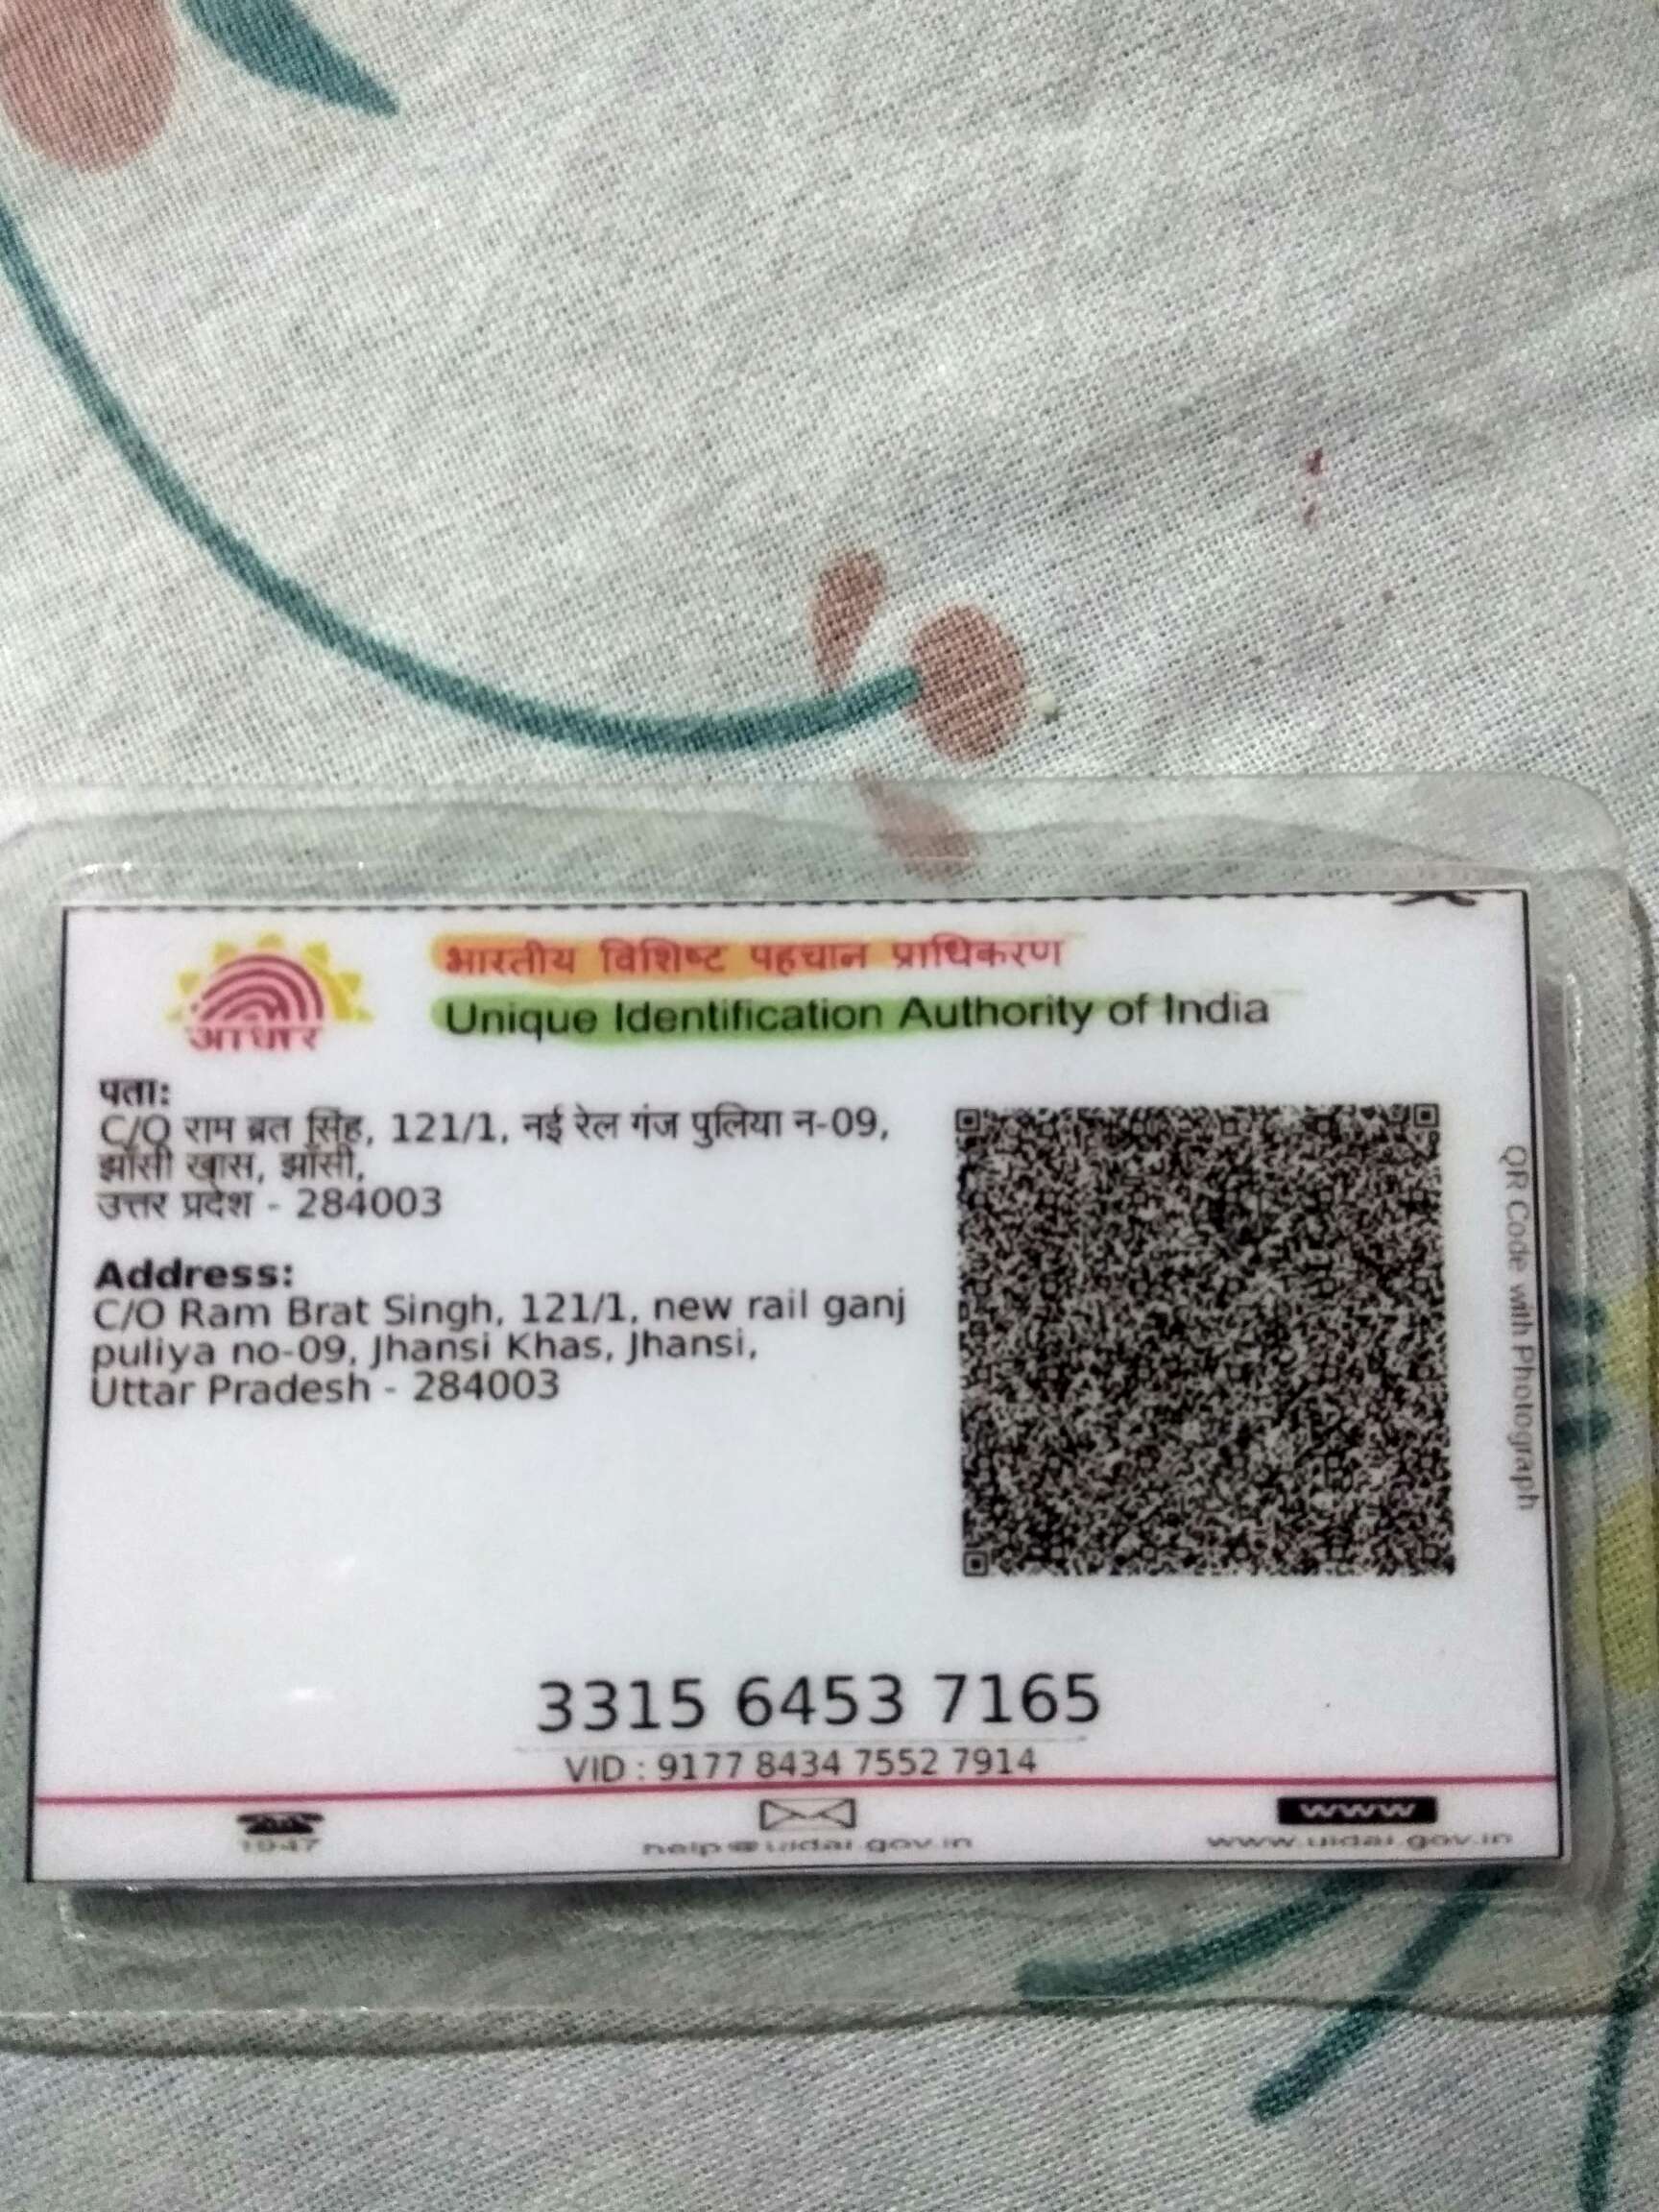 आधार
भारतीय विशिष्ट पहचान प्राधिकरण
Unique Identification Authority of India
पता:
C/O राम ब्रत सिंह, 121/1, नई रेल गंज पुलिया न-09,
झाँसी खास, झाँसी,
उत्तर प्रदेश - 284003
Address:
C/O Ram Brat Singh, 121/1, new rail ganj
puliya no-09, Jhansi Khas, Jhansi,
Uttar Pradesh - 284003
QR Code with Photograph
3315 6453 7165
VID : 9177 8434 7552 7914
1947
help@uidai.gov.in
www
www.uidai.gov.in